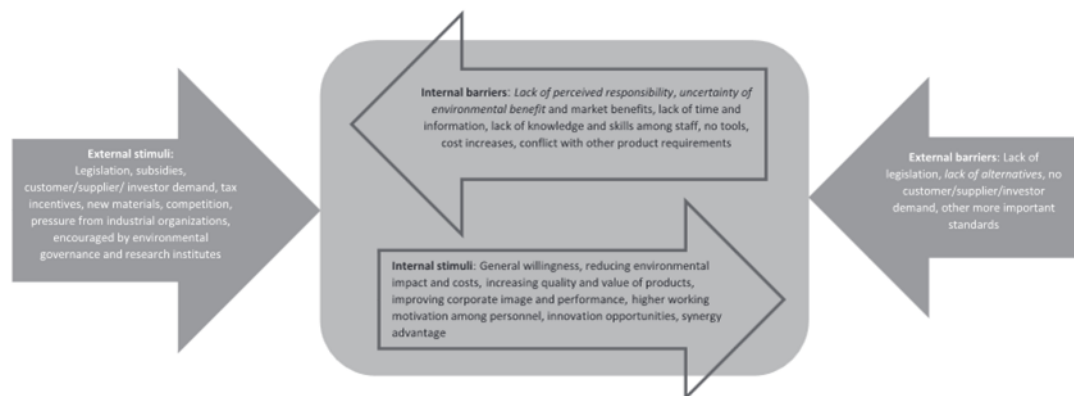 Internal barriers: Lack of perceived responsibility, uncertainty of
environmental benefit and market benefits, lack of time and
information, lack of knowledge and skills among staff, no tools,
cost increases, conflict with other product requirements
External stimuli:
Legislation, subsidies,
customer/supplier/ investor demand, tax
incentives, new materials, competition,
pressure from industrial organizations,
encouraged by environmental
governance and research institutes
External barriers: Lack of
legislation, lack of alternatives, no
customer/supplier/investor
demand, other more important
standards
Internal stimuli: General willingness, reducing environmental
impact and costs, increasing quality and value of products,
improving corporate image and performance, higher working
motivation among personnel, innovation opportunities, synergy
advantage